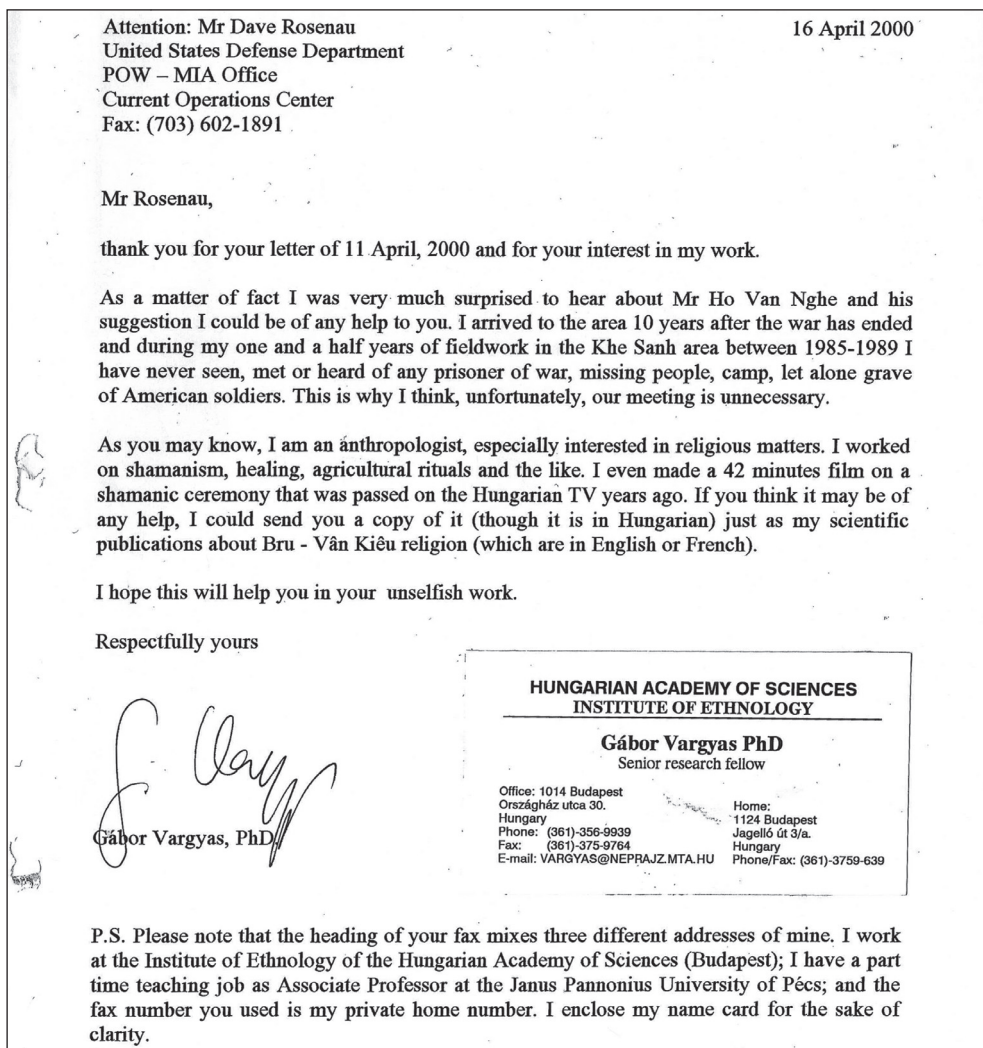 Attention: Mr Dave Rosenau
16 April 2000
United States Defense Department
POW – MIA Office
Current Operations Center
Fax: (703) 602-1891
Mr Rosenau,
thank you for your letter of 11 April, 2000 and for your interest in my work.
As a matter of fact I was very much surprised to hear about Mr Ho Van Nghe and his
suggestion I could be of any help to you. I arrived to the area 10 years after the war has ended
and during my one and a half years of fieldwork in the Khe Sanh area between 1985-1989 I
have never seen, met or heard of any prisoner of war, missing people, camp, let alone grave
of American soldiers. This is why I think, unfortunately, our meeting is unnecessary.
As you may know, I am an anthropologist, especially interested in religious matters. I worked
on shamanism, healing, agricultural rituals and the like. I even made a 42 minutes film on a
shamanic ceremony that was passed on the Hungarian TV years ago. If you think it may be of
any help, I could send you a copy of it (though it is in Hungarian) just as my scientific
publications about Bru - Vân Kiêu religion (which are in English or French).
I hope this will help you in your unselfish work.
Respectfully yours
Gábor Vargyas, PhD
HUNGARIAN ACADEMY OF SCIENCES
INSTITUTE OF ETHNOLOGY
Gábor Vargyas PhD
Senior research fellow
Office: 1014 Budapest
Országház utca 30.
Hungary
Phone: (361)-356-9939
Fax: (361)-375-9764
E-mail: VARGYAS@NEPRAJZ.MTA.HU
Home:
1124 Budapest
Jagelló út 3/a.
Hungary
Phone/Fax: (361)-3759-639
P.S. Please note that the heading of your fax mixes three different addresses of mine. I work
at the Institute of Ethnology of the Hungarian Academy of Sciences (Budapest); I have a part
time teaching job as Associate Professor at the Janus Pannonius University of Pécs; and the
fax number you used is my private home number. I enclose my name card for the sake of
clarity.